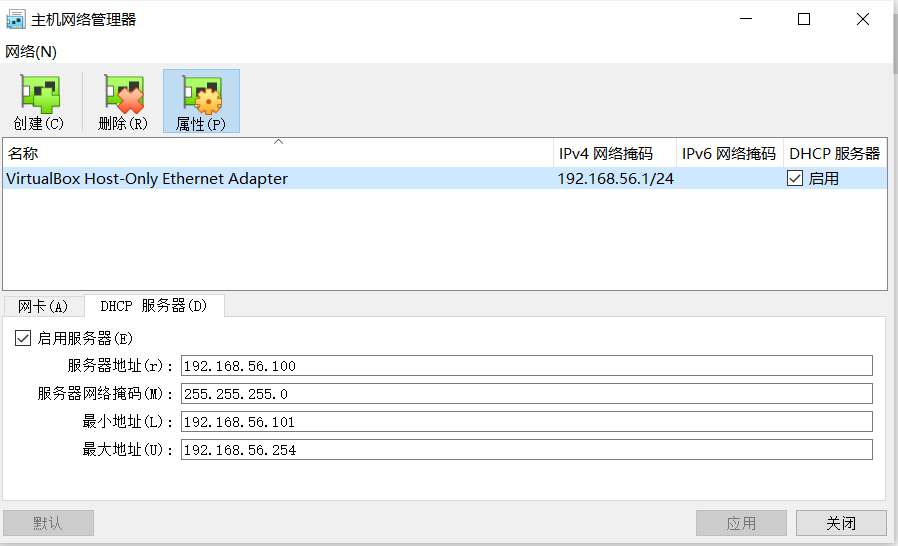 主机网络管理器
网络(N)
创建(C) 删除(R) 属性(P)
名称 IPv4 网络掩码 IPv6 网络掩码 DHCP 服务器
VirtualBox Host-Only Ethernet Adapter 192.168.56.1/24 启用
网卡(A) DHCP 服务器(D)
启用服务器(E)
服务器地址(r): 192.168.56.100
服务器网络掩码(M): 255.255.255.0
最小地址(L): 192.168.56.101
最大地址(U): 192.168.56.254
默认 应用 关闭